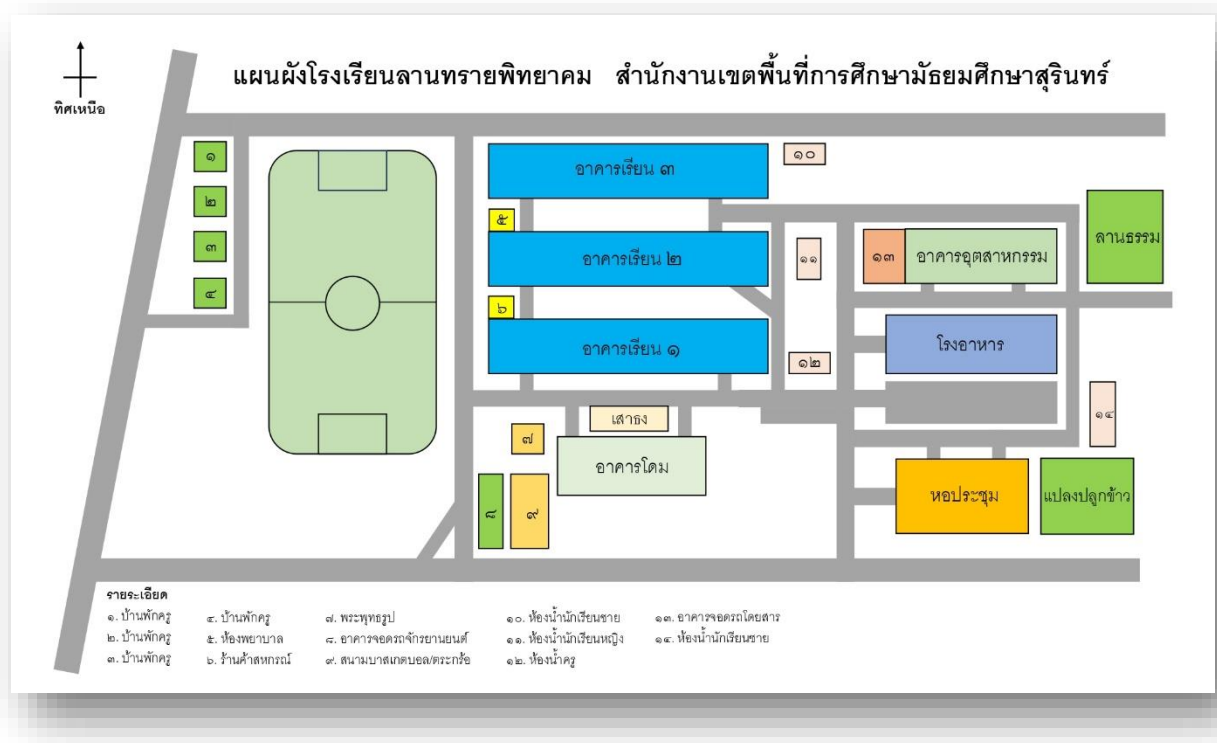 แผนผังโรงเรียนลานทรายพิทยาคม สำนักงานเขตพื้นที่การศึกษามัธยมศึกษาสุรินทร์
ทิศเหนือ
๑
๒
๓
๔
อาคารเรียน ๓
๕
อาคารเรียน ๒
๖
อาคารเรียน ๑
๑๐
๑๑
๑๒
๑๓
อาคารอุตสาหกรรม
ลานธรรม
โรงอาหาร
๑๔
เสาธง
๗
อาคารโดม
๘
๙
หอประชุม
แปลงปลูกข้าว
รายระเอียด
๑. บ้านพักครู
๒. บ้านพักครู
๓. บ้านพักครู
๔. บ้านพักครู
๕. ห้องพยาบาล
๖. ร้านค้าสหกรณ์
๗. พระพุทธรูป
๘. อาคารจอดรถจักรยานยนต์
๙. สนามบาสเกตบอล/ตระกร้อ
๑๐. ห้องน้ำนักเรียนชาย
๑๑. ห้องน้ำนักเรียนหญิง
๑๒. ห้องน้ำครู
๑๓. อาคารจอดรถโดยสาร
๑๔. ห้องน้ำนักเรียนชาย